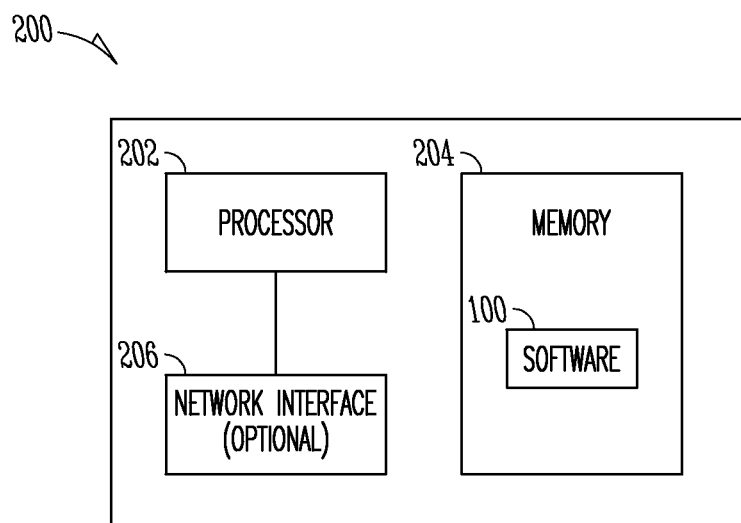 200
202
PROCESSOR
204
MEMORY
100
SOFTWARE
206
NETWORK INTERFACE
(OPTIONAL)